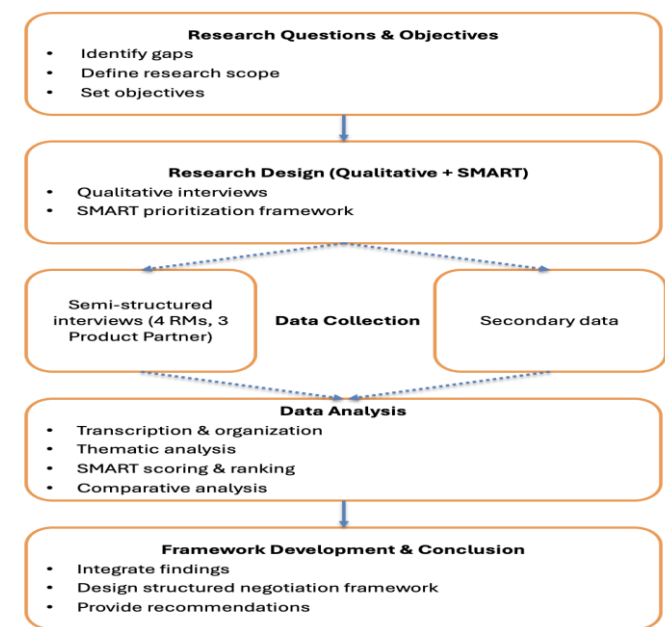 Research Questions & Objectives
• Identify gaps
• Define research scope
• Set objectives
Research Design (Qualitative + SMART)
• Qualitative interviews
• SMART prioritization framework
Semi-structured
interviews (4 RMs, 3
Product Partner)
Data Collection
Secondary data
Data Analysis
• Transcription & organization
• Thematic analysis
• SMART scoring & ranking
• Comparative analysis
Framework Development & Conclusion
• Integrate findings
• Design structured negotiation framework
• Provide recommendations